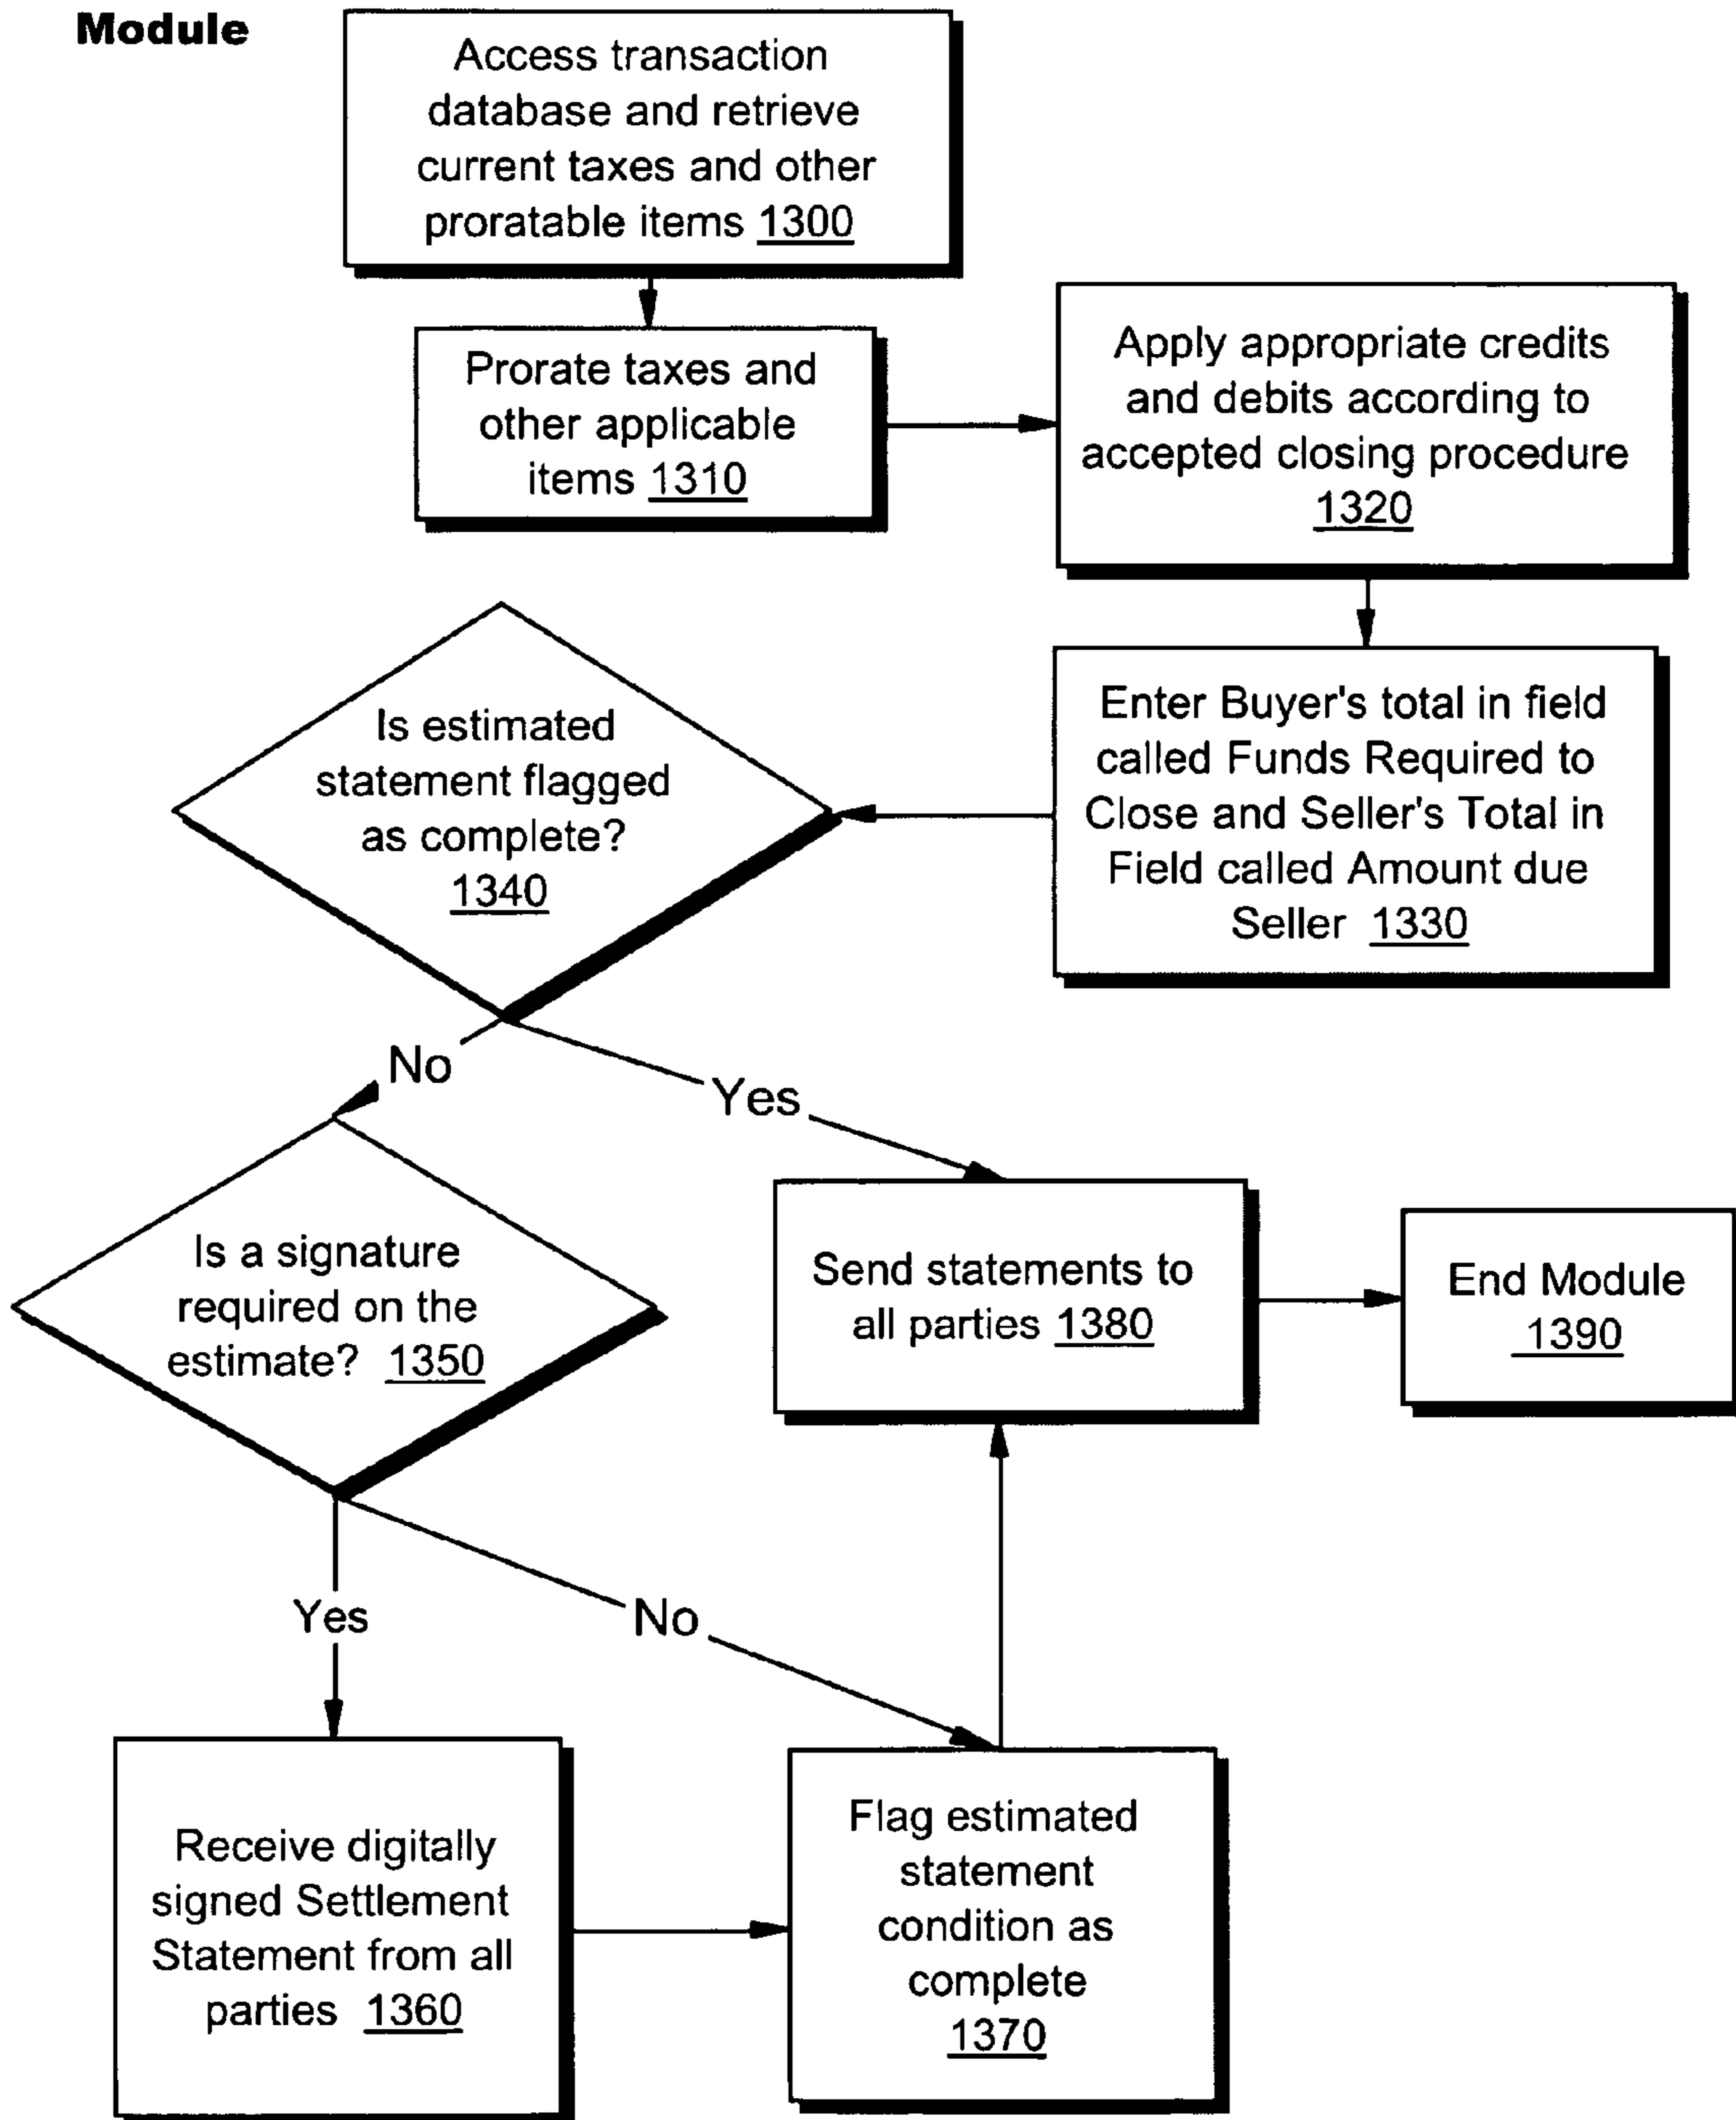 Module
Access transaction
database and retrieve
current taxes and other
proratable items 1300
Prorate taxes and
other applicable
items 1310
Apply appropriate credits
and debits according to
accepted closing procedure
1320
Enter Buyer's total in field
called Funds Required to
Close and Seller's Total in
Field called Amount due
Seller 1330
Is estimated
statement flagged
as complete?
1340
No
Yes
Is a signature
required on the
estimate? 1350
Send statements to
all parties 1380
End Module
1390
Yes
No
Receive digitally
signed Settlement
Statement from all
parties 1360
Flag estimated
statement
condition as
complete
1370